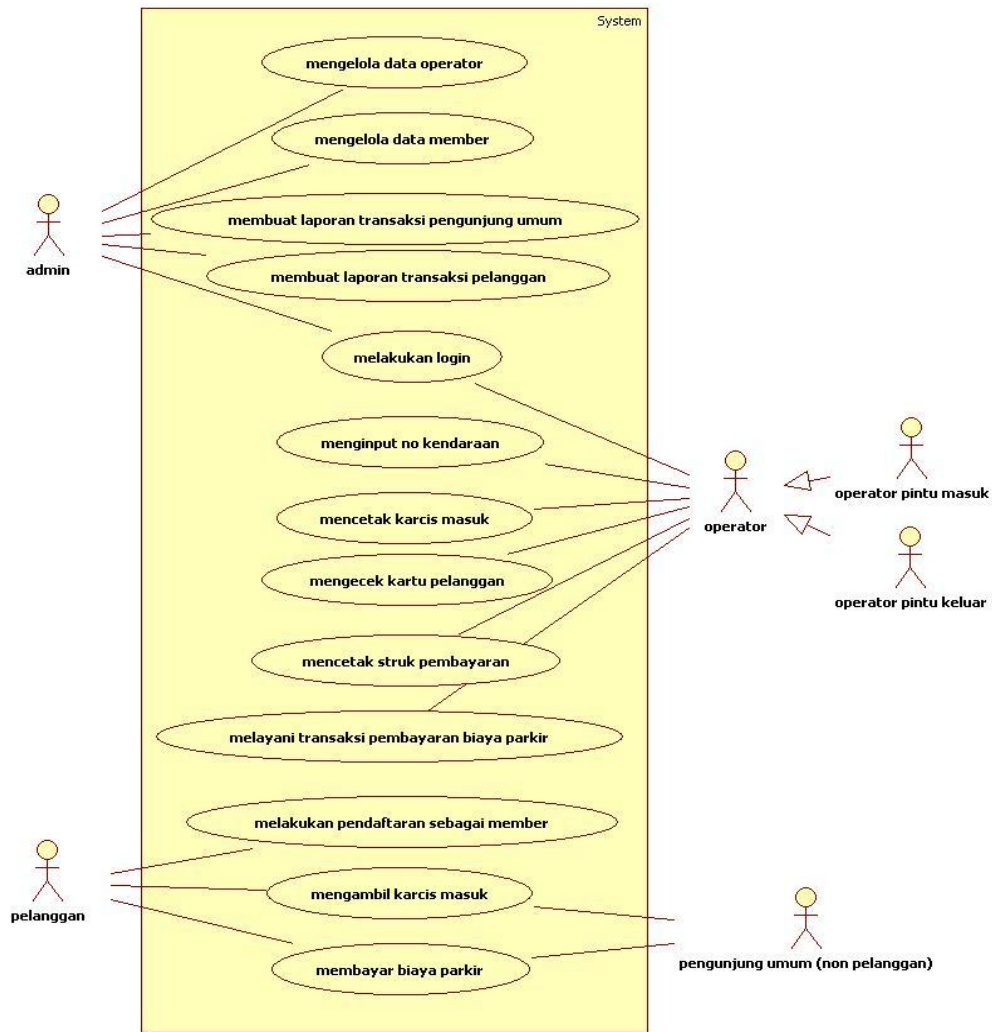 System
mengelola data operator
mengelola data member
membuat laporan transaksi pengunjung umum
admin
membuat laporan transaksi pelanggan
melakukan login
menginput no kendaraan
operator pintu masuk
mencetak karcis masuk
operator
mengecek kartu pelanggan
operator pintu keluar
mencetak struk pembayaran
melayani transaksi pembayaran biaya parkir
melakukan pendaftaran sebagai member
mengambil karcis masuk
pelanggan
membayar biaya parkir
pengunjung umum (non pelanggan)